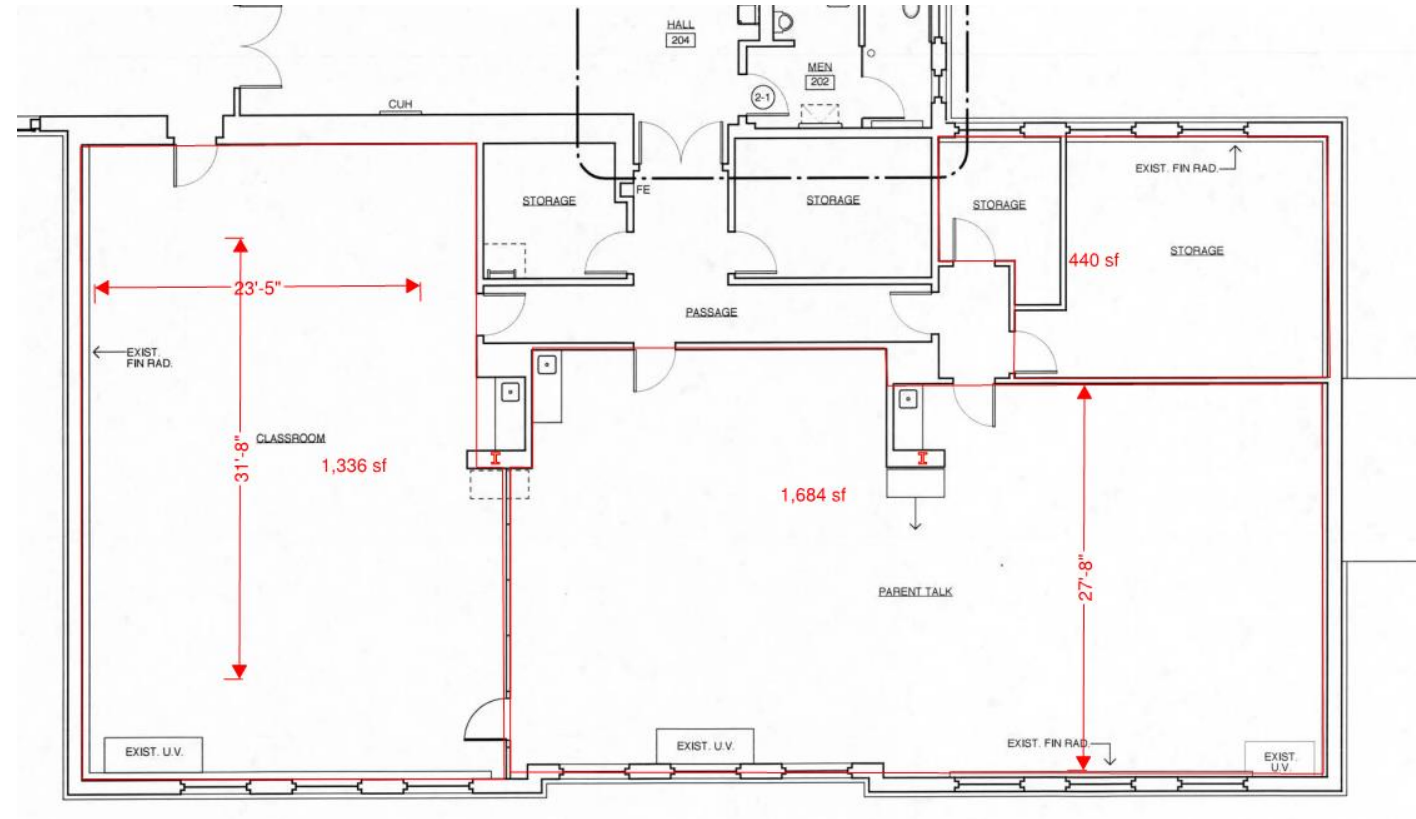 HALL
204
MEN
202
2-1
CUH
EXIST. FIN RAD.
STORAGE
FE
STORAGE
STORAGE
STORAGE
440 sf
23'-5"
PASSAGE
EXIST.
FIN RAD.
CLASSROOM
31'-8"
1,336 sf
1,684 sf
27'-8"
PARENT TALK
EXIST. U.V.
EXIST. U.V.
EXIST. FIN RAD.
EXIST.
U.V.